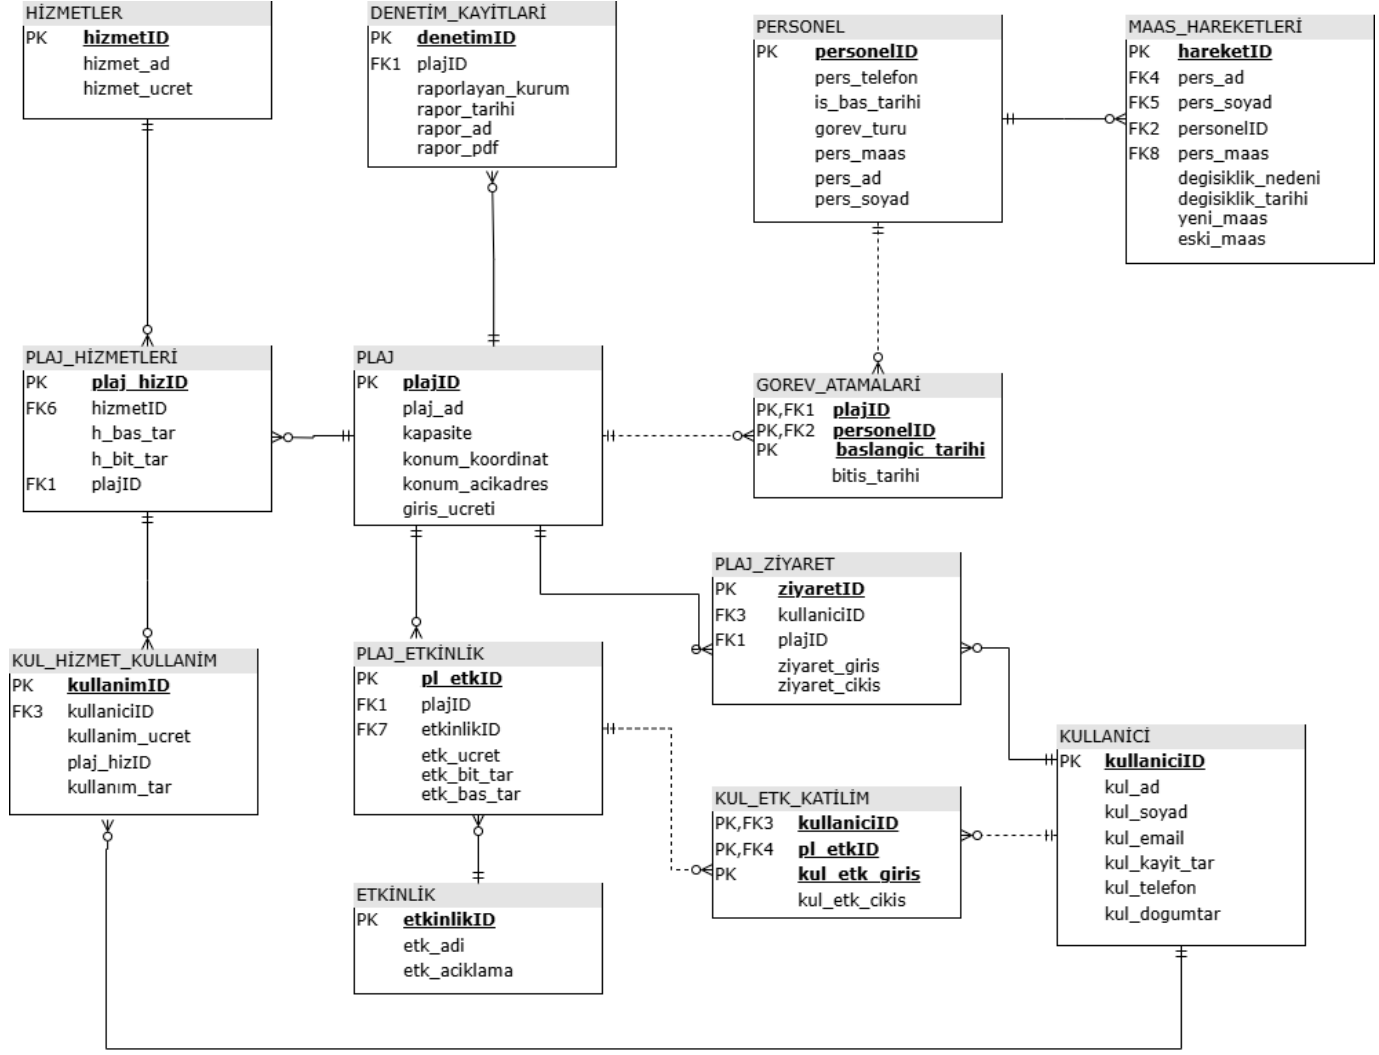 HİZMETLER
PK hizmetID
hizmet_ad
hizmet_ucret
DENETİM_KAYİTLARİ
PK denetimID
FK1 plajID
raporlayan_kurum
rapor_tarihi
rapor_ad
rapor_pdf
PERSONEL
PK personelID
pers_telefon
is_bas_tarihi
gorev_turu
pers_maas
pers_ad
pers_soyad
MAAS_HAREKETLERİ
PK hareketID
FK4 pers_ad
FK5 pers_soyad
FK2 personelID
FK8 pers_maas
degisiklik_nedeni
degisiklik_tarihi
yeni_maas
eski_maas
PLAJ_HİZMETLERİ
PK plaj_hizID
FK6 hizmetID
h_bas_tar
h_bit_tar
FK1 plajID
PLAJ
PK plajID
plaj_ad
kapasite
konum_koordinat
konum_acikadres
giris_ucreti
GOREV_ATAMALARİ
PK,FK1 plajID
PK,FK2 personelID
PK baslangic_tarihi
bitis_tarihi
PLAJ_ZİYARET
PK ziyaretID
FK3 kullaniciID
FK1 plajID
ziyaret_giris
ziyaret_cikis
KUL_HİZMET_KULLANİM
PK kullanimID
FK3 kullaniciID
kullanim_ucret
plaj_hizID
kullanım_tar
PLAJ_ETKİNLİK
PK pl_etkID
FK1 plajID
FK7 etkinlikID
etk_ucret
etk_bit_tar
etk_bas_tar
KULLANİCİ
PK kullaniciID
kul_ad
kul_soyad
kul_email
kul_kayit_tar
kul_telefon
kul_dogumtar
KUL_ETK_KATİLİM
PK,FK3 kullaniciID
PK,FK4 pl_etkID
PK kul_etk_giris
kul_etk_cikis
ETKİNLİK
PK etkinlikID
etk_adi
etk_aciklama